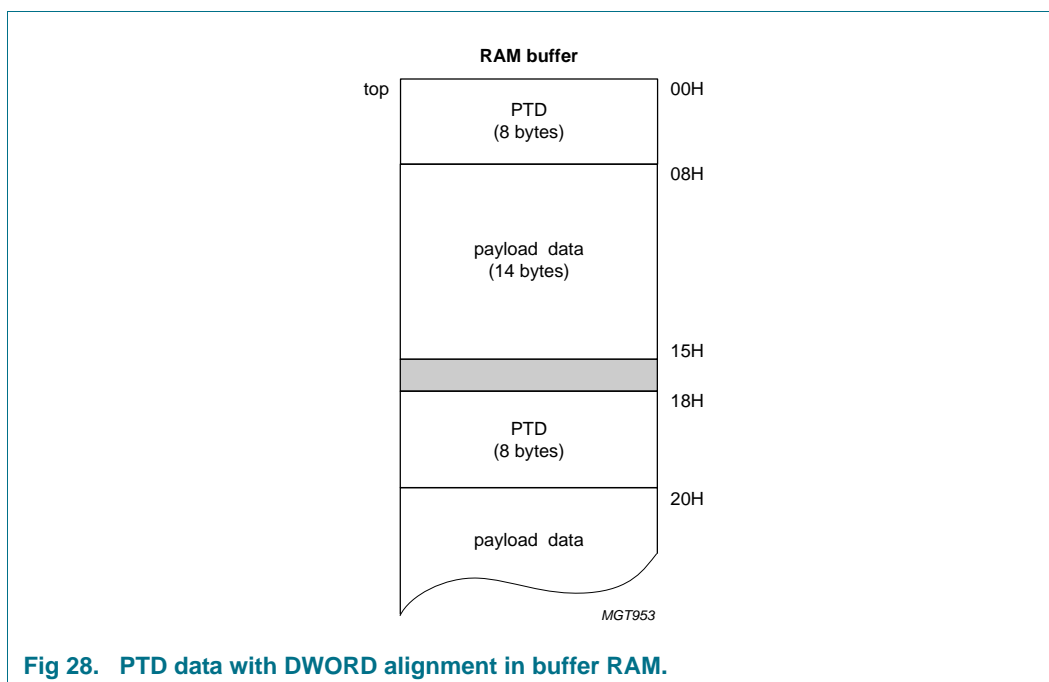 RAM buffer
top
00H
PTD
(8 bytes)
08H
payload data
(14 bytes)
15H
18H
PTD
(8 bytes)
20H
payload data
MGT953
Fig 28. PTD data with DWORD alignment in buffer RAM.